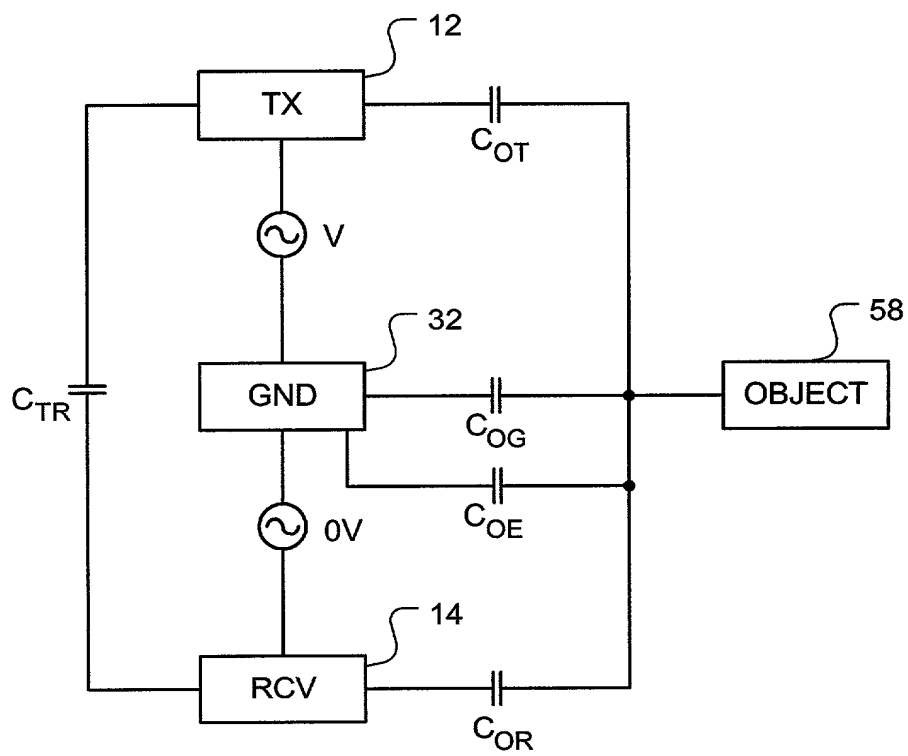 12
TX
C_OT
V
32
58
C_TR
GND
C_OG
OBJECT
C_OE
0V
14
RCV
C_OR